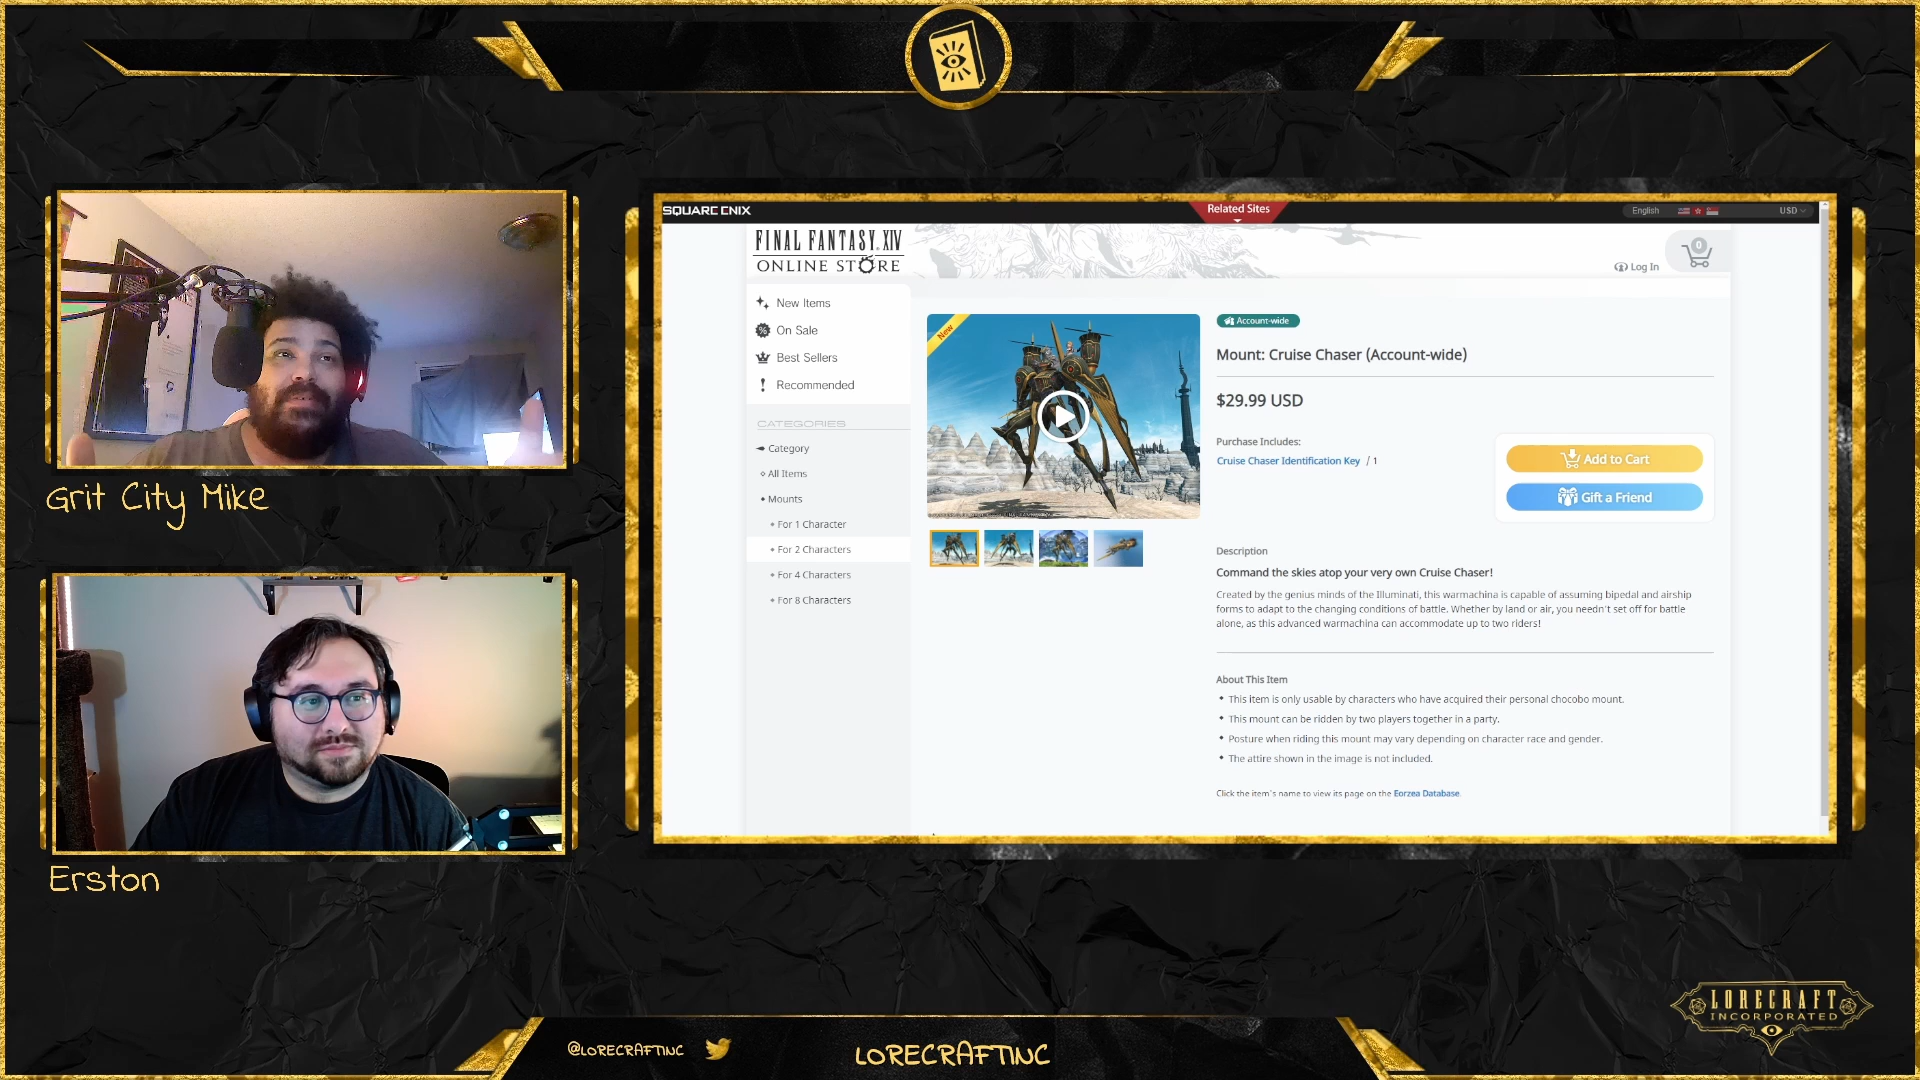 SQUARE ENIX
Related Sites
English
USD
FINAL FANTASY XIV
ONLINE STORE
0
Log In
New Items
On Sale
Best Sellers
Recommended
CATEGORIES
Category
All Items
Mounts
For 1 Character
For 2 Characters
For 4 Characters
For 8 Characters
New
Account-wide
Mount: Cruise Chaser (Account-wide)
$29.99 USD
Purchase Includes:
Cruise Chaser Identification Key / 1
Add to Cart
Gift a Friend
Description
Command the skies atop your very own Cruise Chaser!
Created by the genius minds of the Illuminati, this warmachina is capable of assuming bipedal and airship
forms to adapt to the changing conditions of battle. Whether by land or air, you needn't set off for battle
alone, as this advanced warmachina can accommodate up to two riders!
About This Item
This item is only usable by characters who have acquired their personal chocobo mount.
This mount can be ridden by two players together in a party.
Posture when riding this mount may vary depending on character race and gender.
The attire shown in the image is not included.
Click the item's name to view its page on the Eorzea Database.
Grit City Mike
Erston
@LORECRAFTINC
LORECRAFTINC
LORECRAFT
INCORPORATED